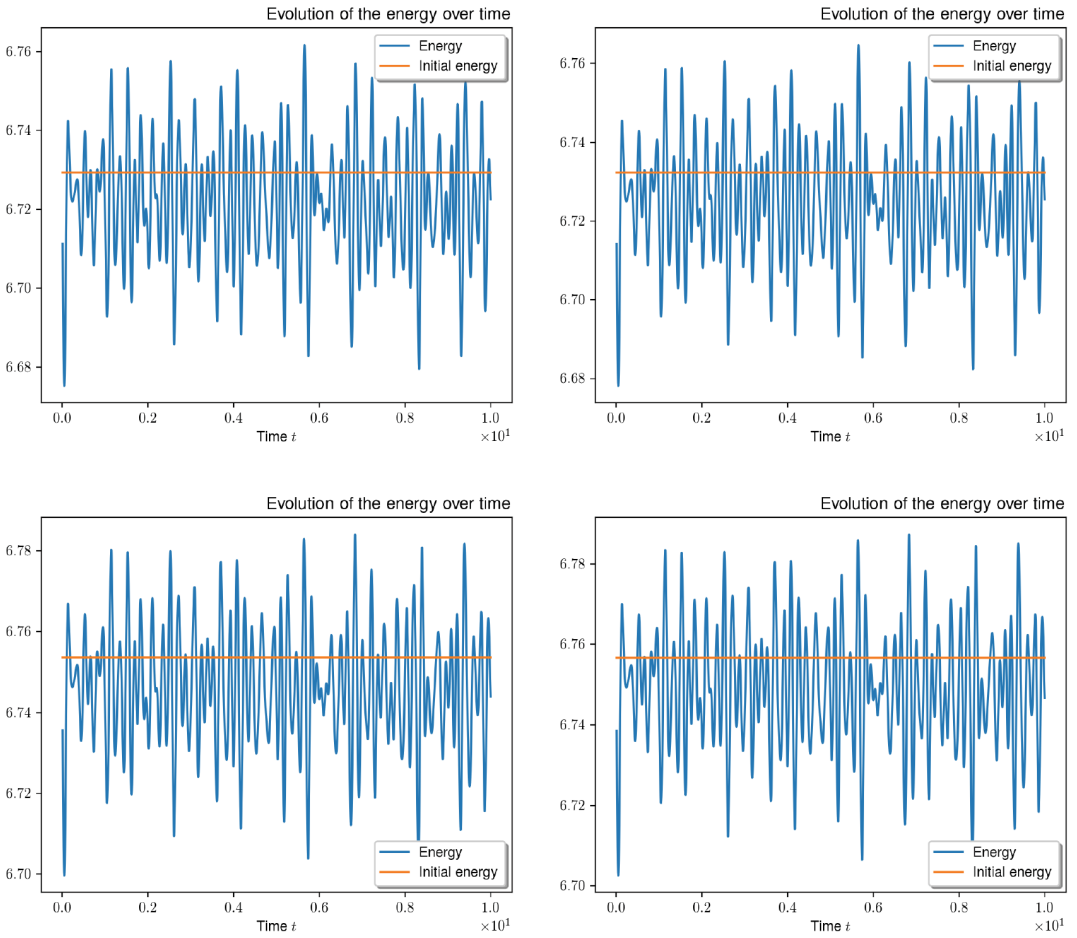 Evolution of the energy over time
6.76
6.74
6.72
6.70
6.68
Energy
Initial energy
0.0 0.2 0.4 0.6 0.8 1.0
Time t
×10¹
Evolution of the energy over time
6.76
6.74
6.72
6.70
6.68
Energy
Initial energy
0.0 0.2 0.4 0.6 0.8 1.0
Time t
×10¹
Evolution of the energy over time
6.78
6.76
6.74
6.72
6.70
Energy
Initial energy
0.0 0.2 0.4 0.6 0.8 1.0
Time t
×10¹
Evolution of the energy over time
6.78
6.76
6.74
6.72
6.70
Energy
Initial energy
0.0 0.2 0.4 0.6 0.8 1.0
Time t
×10¹